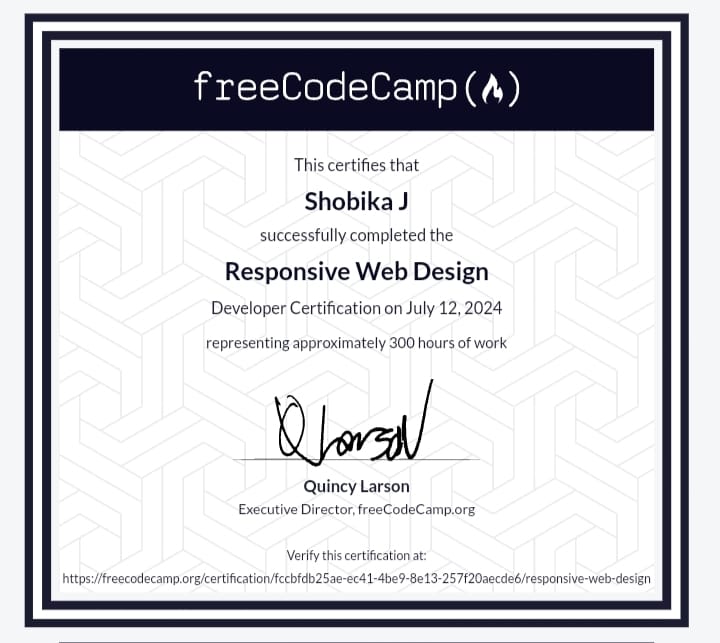 freeCodeCamp
This certifies that
Shobika J
successfully completed the
Responsive Web Design
Developer Certification on July 12, 2024
representing approximately 300 hours of work
Q Larson
Quincy Larson
Executive Director, freeCodeCamp.org
Verify this certification at:
https://freecodecamp.org/certification/fccbfdb25ae-ec41-4be9-8e13-257f20aecde6/responsive-web-design